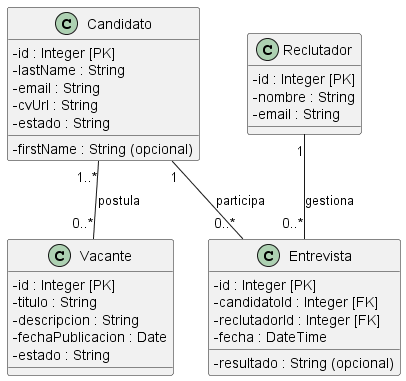 C Candidato
-id : Integer [PK]
-lastName : String
-email : String
-cvUrl : String
-estado : String
-firstName : String (opcional)
C Reclutador
-id : Integer [PK]
-nombre : String
-email : String
1..*
postula
0..*
1
participa
0..*
1
gestiona
0..*
C Vacante
-id : Integer [PK]
-titulo : String
-descripcion : String
-fechaPublicacion : Date
-estado : String
C Entrevista
-id : Integer [PK]
-candidatoId : Integer [FK]
-reclutadorId : Integer [FK]
-fecha : DateTime
-resultado : String (opcional)